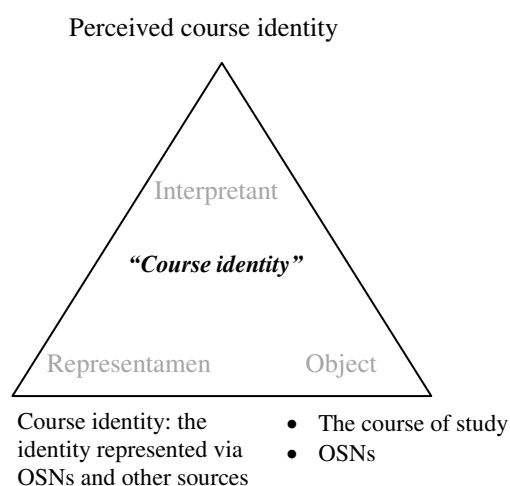 Perceived course identity
Interpretant
“Course identity”
Representamen
Object
Course identity: the
identity represented via
OSNs and other sources
• The course of study
• OSNs